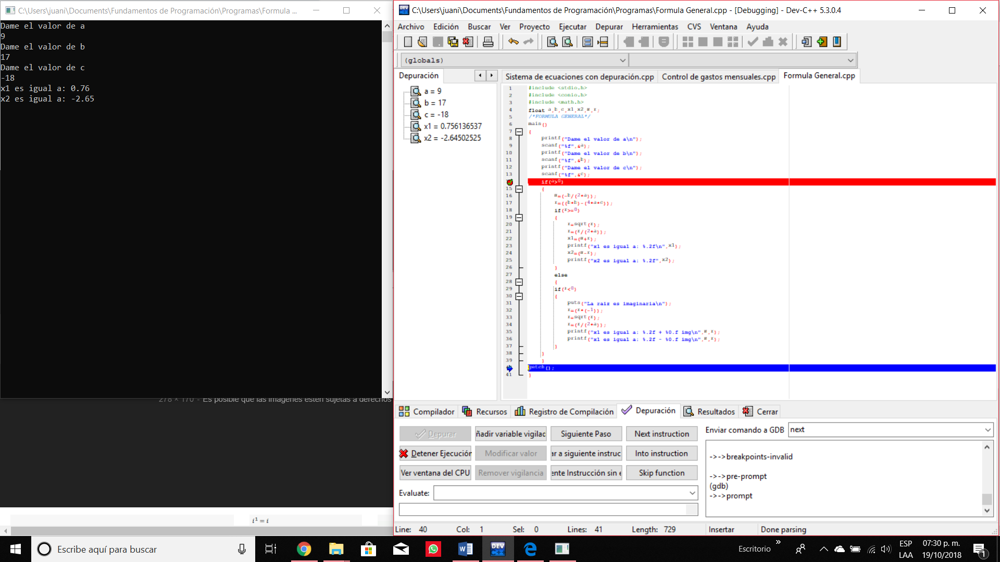 C:\Users\juani\Documents\Fundamentos de Programación\Programas\Formula ...
Dame el valor de a
9
Dame el valor de b
17
Dame el valor de c
-18
x1 es igual a: 0.76
x2 es igual a: -2.65
278 × 170 - Es posible que las imágenes estén sujetas a derechos
i¹ = i
C:\Users\juani\Documents\Fundamentos de Programación\Programas\Formula General.cpp - [Debugging] - Dev-C++ 5.3.0.4
Archivo Edición Buscar Ver Proyecto Ejecutar Depurar Herramientas CVS Ventana Ayuda
(globals)
Depuración
a = 9
b = 17
c = -18
x1 = 0.756136537
x2 = -2.64502525
Sistema de ecuaciones con depuración.cpp Control de gastos mensuales.cpp Formula General.cpp
1 #include <stdio.h>
2 #include <conio.h>
3 #include <math.h>
4 float a,b,c,x1,x2,m,r;
5 /*FORMULA GENERAL*/
6 main()
7 {
8 printf("Dame el valor de a\n");
9 scanf("%f",&a);
10 printf("Dame el valor de b\n");
11 scanf("%f",&b);
12 printf("Dame el valor de c\n");
13 scanf("%f",&c);
if(a>0)
15 {
16 m=(-b/(2*a));
17 r=((b*b)-(4*a*c));
18 if(r>=0)
19 {
20 r=sqrt(r);
21 r=(r/(2*a));
22 x1=(m+r);
23 printf("x1 es igual a: %.2f\n",x1);
24 x2=(m-r);
25 printf("x2 es igual a: %.2f",x2);
26 }
27 else
28 {
29 if(r<0)
30 {
31 puts("La raiz es imaginaria\n");
32 r=(r*(-1));
33 r=sqrt(r);
34 r=(r/(2*a));
35 printf("x1 es igual a: %.2f + %0.f img\n",m,r);
36 printf("x1 es igual a: %.2f - %0.f img\n",m,r);
37 }
38 }
39 }
getch();
41 }
Compilador Recursos Registro de Compilación Depuración Resultados Cerrar
Depurar ñadir variable vigilad Siguiente Paso Next instruction
Detener Ejecución Modificar valor ar a siguiente instruc Into instruction
Ver ventana del CPU Remover vigilancia ente Instrucción sin e Skip function
Evaluate:
Enviar comando a GDB next
->->breakpoints-invalid
->->pre-prompt
(gdb)
->->prompt
Line: 40 Col: 1 Sel: 0 Lines: 41 Length: 729 Insertar Done parsing
Escribe aquí para buscar
DEV C++
Escritorio
ESP
LAA
07:30 p. m.
19/10/2018
1